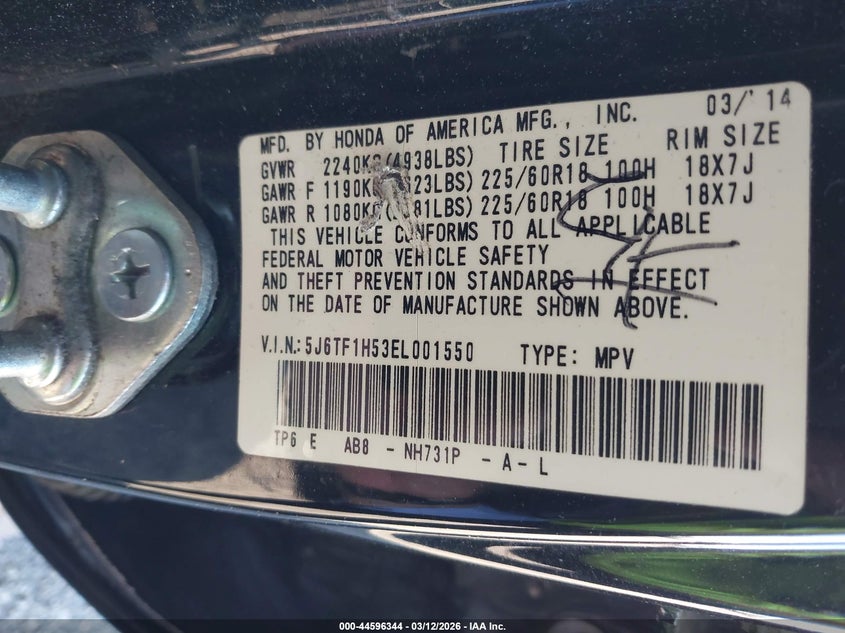 03/'14
MFD. BY HONDA OF AMERICA MFG., INC.
GVWR 2240KG (4938LBS) TIRE SIZE RIM SIZE
GAWR F 1190KG 23LBS) 225/60R18 100H 18X7J
GAWR R 1080KG 81LBS) 225/60R18 100H 18X7J
THIS VEHICLE CONFORMS TO ALL APPLICABLE
FEDERAL MOTOR VEHICLE SAFETY
AND THEFT PREVENTION STANDARDS IN EFFECT
ON THE DATE OF MANUFACTURE SHOWN ABOVE.
V.I.N.: 5J6TF1H53EL001550 TYPE: MPV
TP6 E AB8 - NH731P - A - L
000-44596344 - 03/12/2026 - IAA Inc.